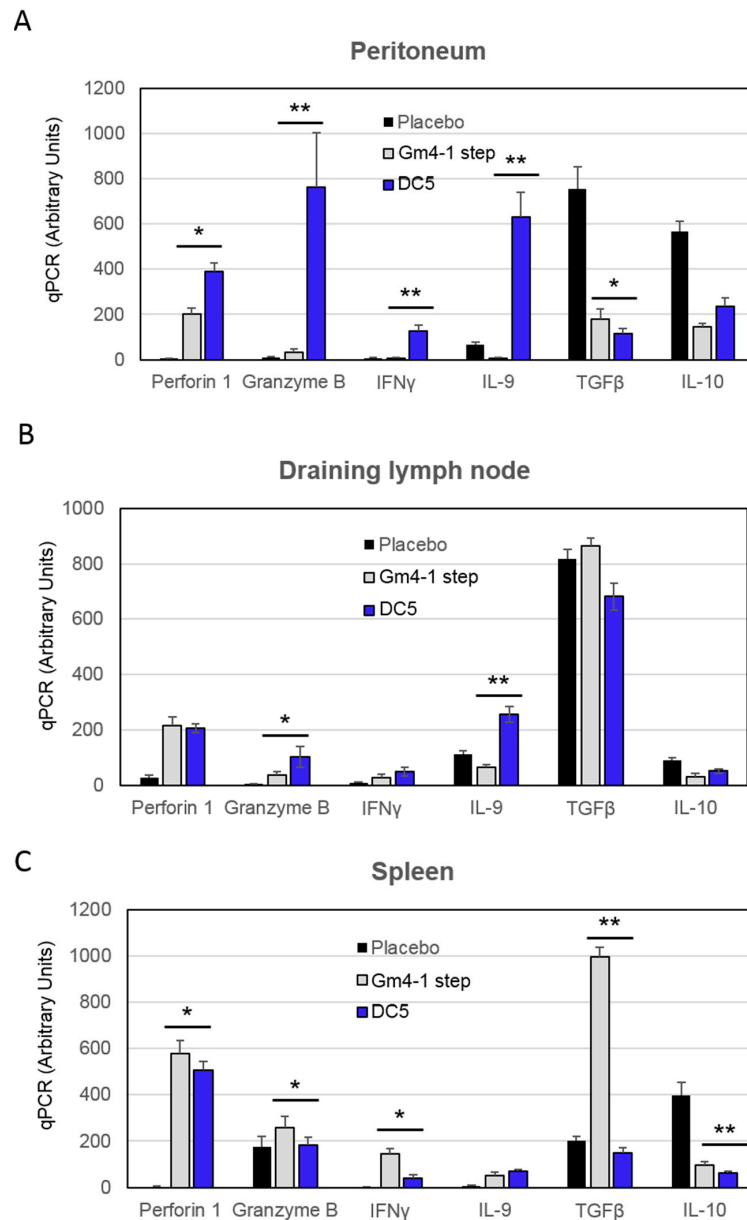 A
Peritoneum
qPCR (Arbitrary Units)
1200
1000
800
600
400
200
0
Placebo
Gm4-1 step
DC5
*
**
**
**
*
Perforin 1 Granzyme B IFNγ IL-9 TGFβ IL-10
B
Draining lymph node
qPCR (Arbitrary Units)
1000
800
600
400
200
0
Placebo
Gm4-1 step
DC5
*
**
Perforin 1 Granzyme B IFNγ IL-9 TGFβ IL-10
C
Spleen
qPCR (Arbitrary Units)
1200
1000
800
600
400
200
0
Placebo
Gm4-1 step
DC5
*
*
*
**
**
Perforin 1 Granzyme B IFNγ IL-9 TGFβ IL-10